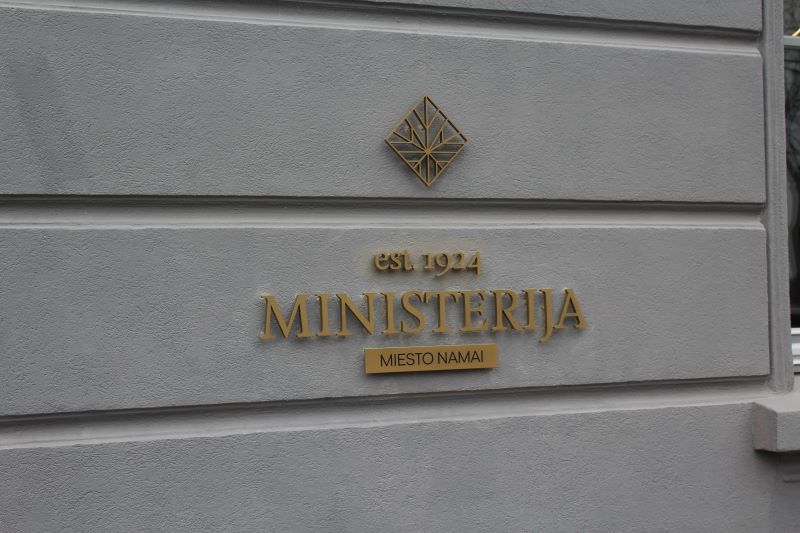 est. 1924
MINISTERIJA
MIESTO NAMAI